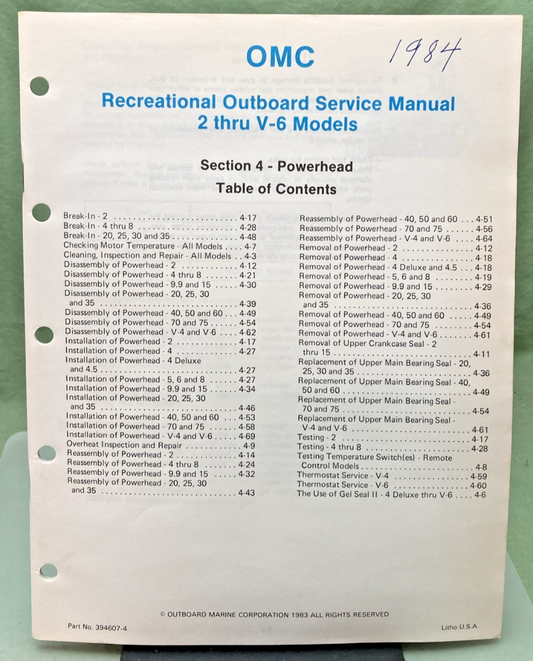 OMC
1984
Recreational Outboard Service Manual
2 thru V-6 Models
Section 4 - Powerhead
Table of Contents
Break-In - 2 . . . . . . . . . . . . . . . . . . . . . . . . 4-17
Break-In - 4 thru 8 . . . . . . . . . . . . . . . . . . . 4-28
Break-In - 20, 25, 30 and 35 . . . . . . . . . . . . . 4-48
Checking Motor Temperature - All Models . . . . 4-7
Cleaning, Inspection and Repair - All Models . . 4-3
Disassembly of Powerhead - 2 . . . . . . . . . . . 4-12
Disassembly of Powerhead - 4 thru 8 . . . . . . . 4-21
Disassembly of Powerhead - 9.9 and 15 . . . . . 4-30
Disassembly of Powerhead - 20, 25, 30
and 35 . . . . . . . . . . . . . . . . . . . . . . . . . . 4-39
Disassembly of Powerhead - 40, 50 and 60 . . . 4-49
Disassembly of Powerhead - 70 and 75 . . . . . 4-54
Disassembly of Powerhead - V-4 and V-6 . . . . 4-62
Installation of Powerhead - 2 . . . . . . . . . . . . 4-17
Installation of Powerhead - 4 . . . . . . . . . . . . 4-27
Installation of Powerhead - 4 Deluxe
and 4.5 . . . . . . . . . . . . . . . . . . . . . . . . . . 4-27
Installation of Powerhead - 5, 6 and 8 . . . . . . 4-27
Installation of Powerhead - 9.9 and 15 . . . . . . 4-34
Installation of Powerhead - 20, 25, 30
and 35 . . . . . . . . . . . . . . . . . . . . . . . . . . 4-46
Installation of Powerhead - 40, 50 and 60 . . . . 4-53
Installation of Powerhead - 70 and 75 . . . . . . 4-58
Installation of Powerhead - V-4 and V-6 . . . . . 4-69
Overheat Inspection and Repair . . . . . . . . . . . 4-9
Reassembly of Powerhead - 2 . . . . . . . . . . . . 4-14
Reassembly of Powerhead - 4 thru 8 . . . . . . . 4-24
Reassembly of Powerhead - 9.9 and 15 . . . . . 4-32
Reassembly of Powerhead - 20, 25, 30
and 35 . . . . . . . . . . . . . . . . . . . . . . . . . . 4-43
Reassembly of Powerhead - 40, 50 and 60 . . . 4-51
Reassembly of Powerhead - 70 and 75 . . . . . . 4-56
Reassembly of Powerhead - V-4 and V-6 . . . . 4-64
Removal of Powerhead - 2 . . . . . . . . . . . . . . 4-12
Removal of Powerhead - 4 . . . . . . . . . . . . . . 4-18
Removal of Powerhead - 4 Deluxe and 4.5 . . . 4-18
Removal of Powerhead - 5, 6 and 8 . . . . . . . . 4-19
Removal of Powerhead - 9.9 and 15 . . . . . . . . 4-29
Removal of Powerhead - 20, 25, 30
and 35 . . . . . . . . . . . . . . . . . . . . . . . . . . 4-36
Removal of Powerhead - 40, 50 and 60 . . . . . 4-49
Removal of Powerhead - 70 and 75 . . . . . . . . 4-54
Removal of Powerhead - V-4 and V-6 . . . . . . . 4-61
Removal of Upper Crankcase Seal - 2
thru 15 . . . . . . . . . . . . . . . . . . . . . . . . . . 4-11
Replacement of Upper Main Bearing Seal - 20,
25, 30 and 35 . . . . . . . . . . . . . . . . . . . . . 4-36
Replacement of Upper Main Bearing Seal - 40,
50 and 60 . . . . . . . . . . . . . . . . . . . . . . . . 4-49
Replacement of Upper Main Bearing Seal -
70 and 75 . . . . . . . . . . . . . . . . . . . . . . . . 4-54
Replacement of Upper Main Bearing Seal -
V-4 and V-6 . . . . . . . . . . . . . . . . . . . . . . 4-61
Testing - 2 . . . . . . . . . . . . . . . . . . . . . . . . . 4-17
Testing - 4 thru 8 . . . . . . . . . . . . . . . . . . . . 4-28
Testing Temperature Switch(es) - Remote
Control Models . . . . . . . . . . . . . . . . . . . . . 4-8
Thermostat Service - V-4 . . . . . . . . . . . . . . . 4-59
Thermostat Service - V-6 . . . . . . . . . . . . . . . 4-60
The Use of Gel Seal II - 4 Deluxe thru V-6 . . . . 4-6
© OUTBOARD MARINE CORPORATION 1983 ALL RIGHTS RESERVED
Part No. 394607-4
Litho U.S.A.